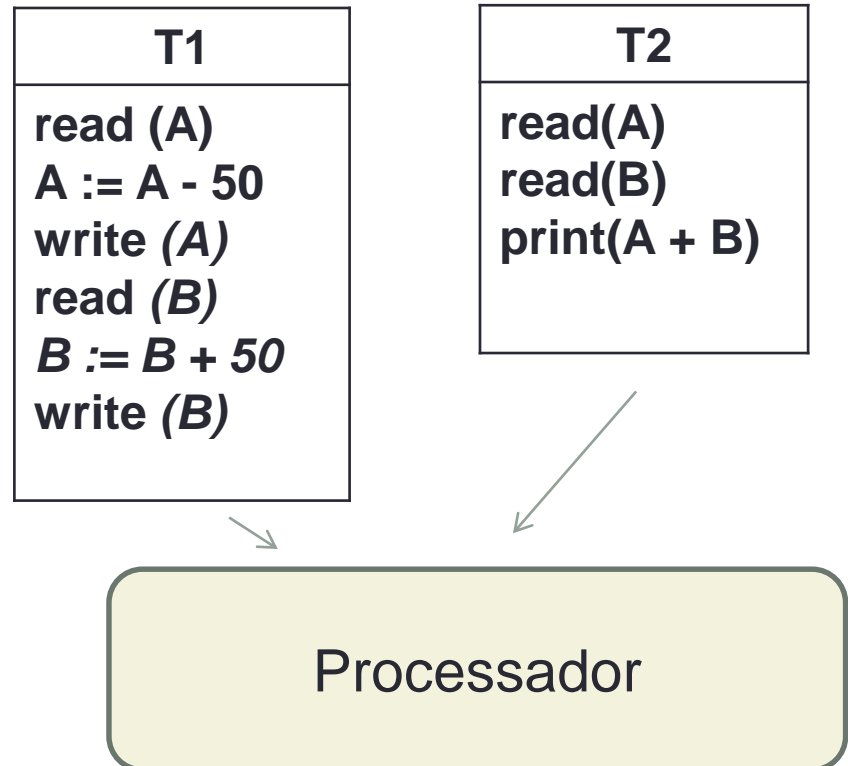 T1
read (A)
A := A - 50
write (A)
read (B)
B := B + 50
write (B)
T2
read(A)
read(B)
print(A + B)
Processador